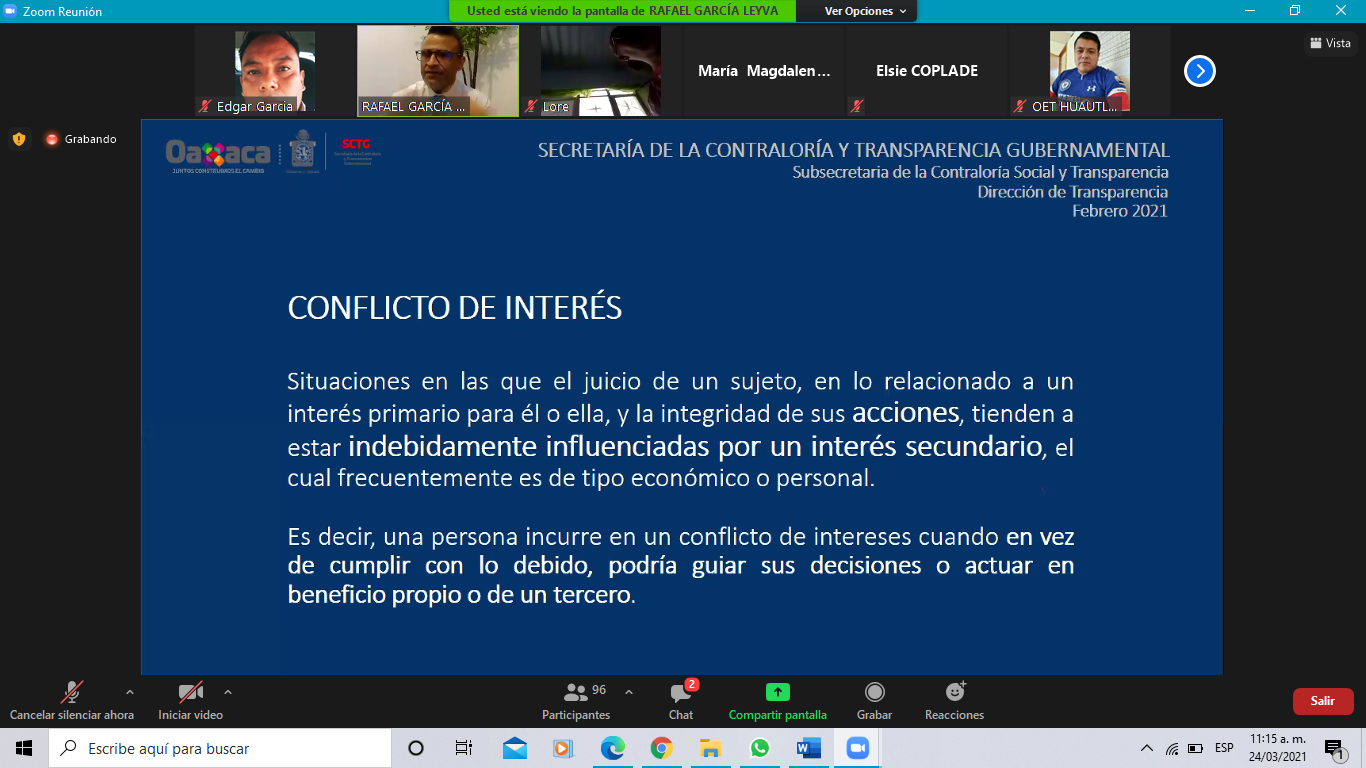 Zoom Reunión
Usted está viendo la pantalla de RAFAEL GARCÍA LEYVA
Ver Opciones
Vista
Edgar Garcia
RAFAEL GARCÍA ...
Lore
María Magdalen...
Elsie COPLADE
OET HUAUTL...
Grabando
Oaxaca
JUNTOS CONSTRUIMOS EL CAMBIO
SCTG
SECRETARÍA DE LA CONTRALORÍA Y TRANSPARENCIA GUBERNAMENTAL
Subsecretaria de la Contraloría Social y Transparencia
Dirección de Transparencia
Febrero 2021
CONFLICTO DE INTERÉS
Situaciones en las que el juicio de un sujeto, en lo relacionado a un
interés primario para él o ella, y la integridad de sus acciones, tienden a
estar indebidamente influenciadas por un interés secundario, el
cual frecuentemente es de tipo económico o personal.
Es decir, una persona incurre en un conflicto de intereses cuando en vez
de cumplir con lo debido, podría guiar sus decisiones o actuar en
beneficio propio o de un tercero.
Cancelar silenciar ahora
Iniciar video
96
Participantes
2
Chat
Compartir pantalla
Grabar
Reacciones
Salir
Escribe aquí para buscar
ESP
11:15 a. m.
24/03/2021
1